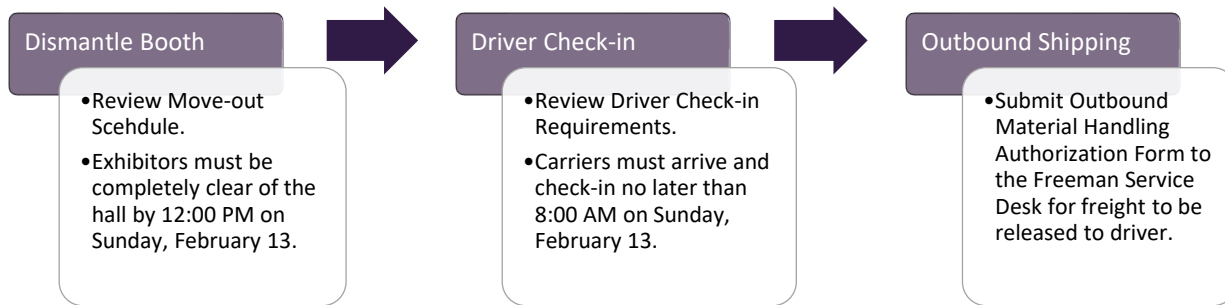 Dismantle Booth
•Review Move-out
Scehdule.
•Exhibitors must be
completely clear of the
hall by 12:00 PM on
Sunday, February 13.
Driver Check-in
•Review Driver Check-in
Requirements.
•Carriers must arrive and
check-in no later than
8:00 AM on Sunday,
February 13.
Outbound Shipping
•Submit Outbound
Material Handling
Authorization Form to
the Freeman Service
Desk for freight to be
released to driver.